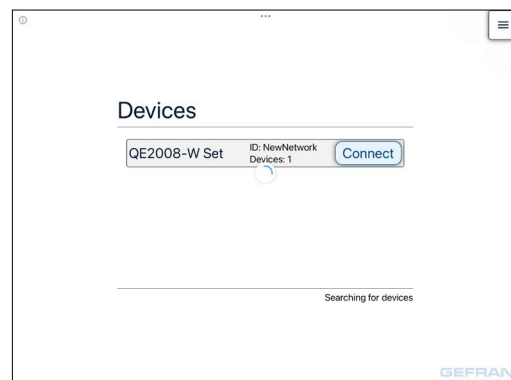 Devices
QE2008-W Set
ID: NewNetwork
Devices: 1
Connect
Searching for devices
GEFRAN